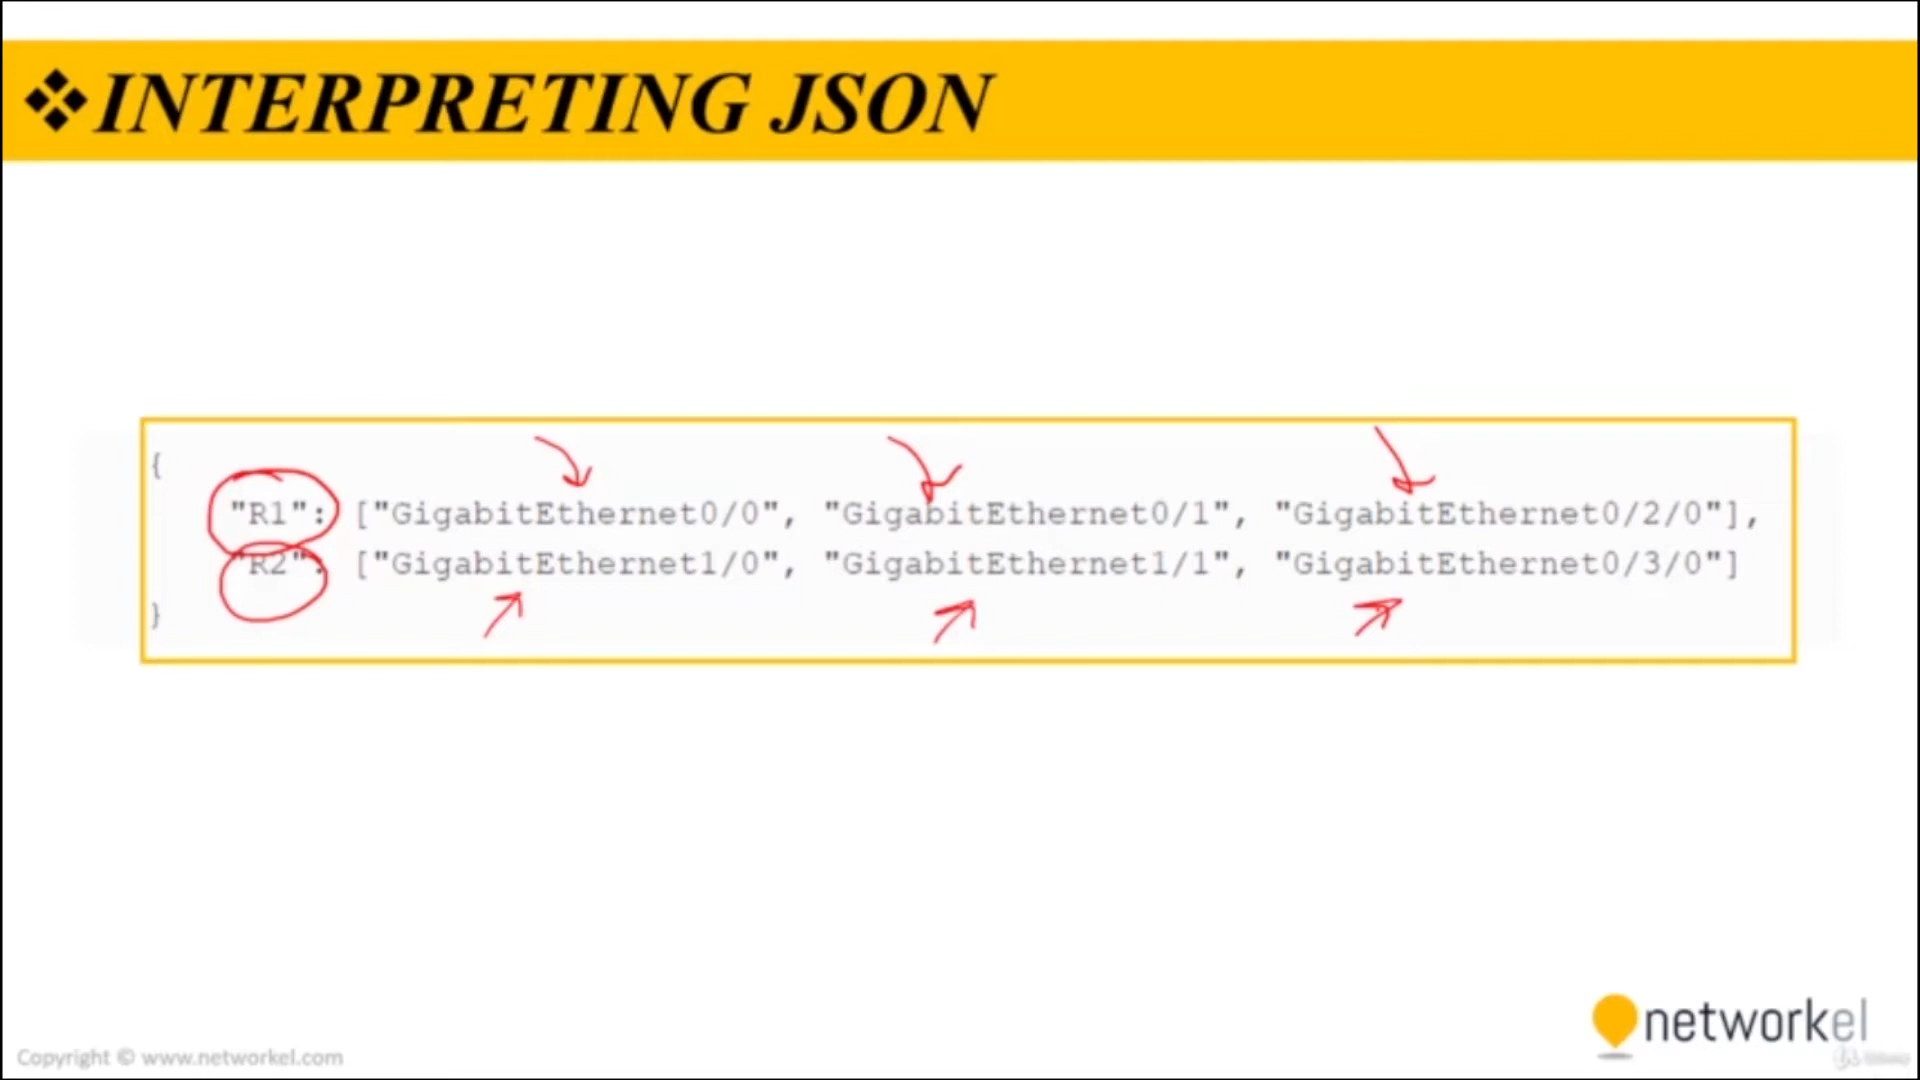 ❖INTERPRETING JSON
{
"R1": ["GigabitEthernet0/0", "GigabitEthernet0/1", "GigabitEthernet0/2/0"],
"R2": ["GigabitEthernet1/0", "GigabitEthernet1/1", "GigabitEthernet0/3/0"]
}
networkel
Copyright © www.networkel.com